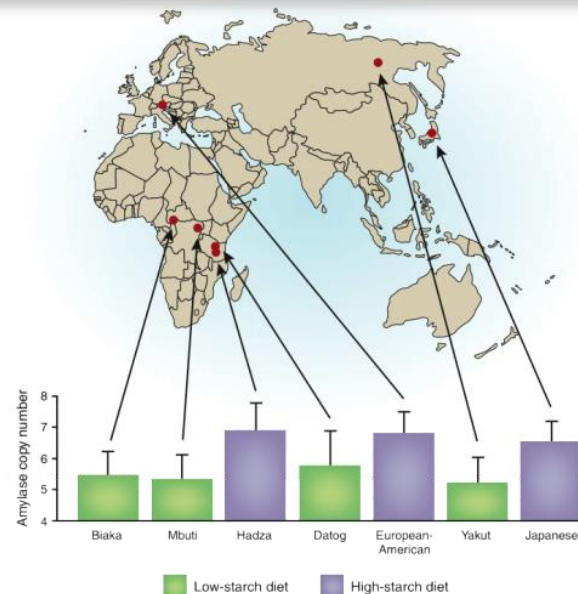 8
7
6
5
4
Amylase copy number
Biaka
Mbuti
Hadza
Datog
European-
American
Yakut
Japanese
Low-starch diet
High-starch diet